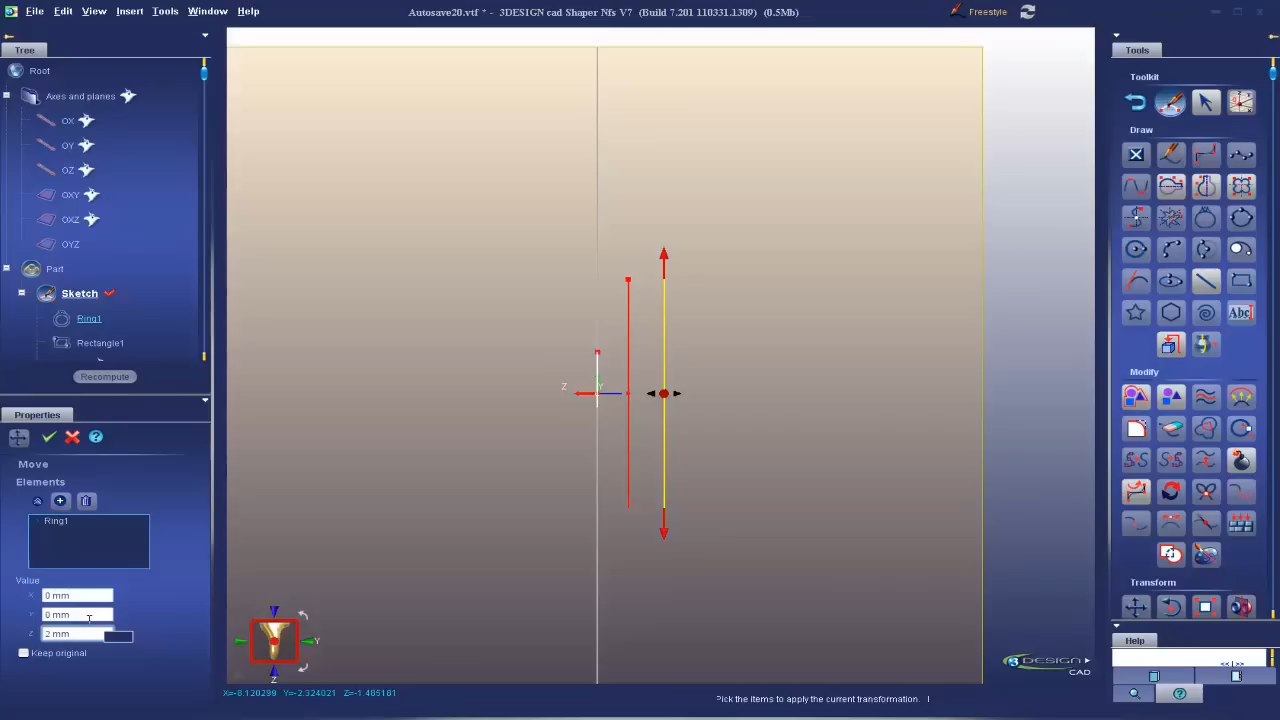 File Edit View Insert Tools Window Help
Autosave20.vtf * - 3DESIGN cad Shaper Nfs V7 (Build 7.201 110331.1309) (0.5Mb)
Freestyle
Tree
Root
Axes and planes
OX
OY
OZ
OXY
OXZ
OYZ
Part
Sketch
Ring1
Rectangle1
Recompute
Properties
Move
Elements
Ring1
Value
X 0 mm
Y 0 mm
Z 2 mm
Keep original
Z
Y
Y
Z
X=-8.120299 Y=-2.324021 Z=-1.485181
Pick the items to apply the current transformation.
3DESIGN
CAD
Tools
Toolkit
Draw
Abc
Modify
Transform
Help